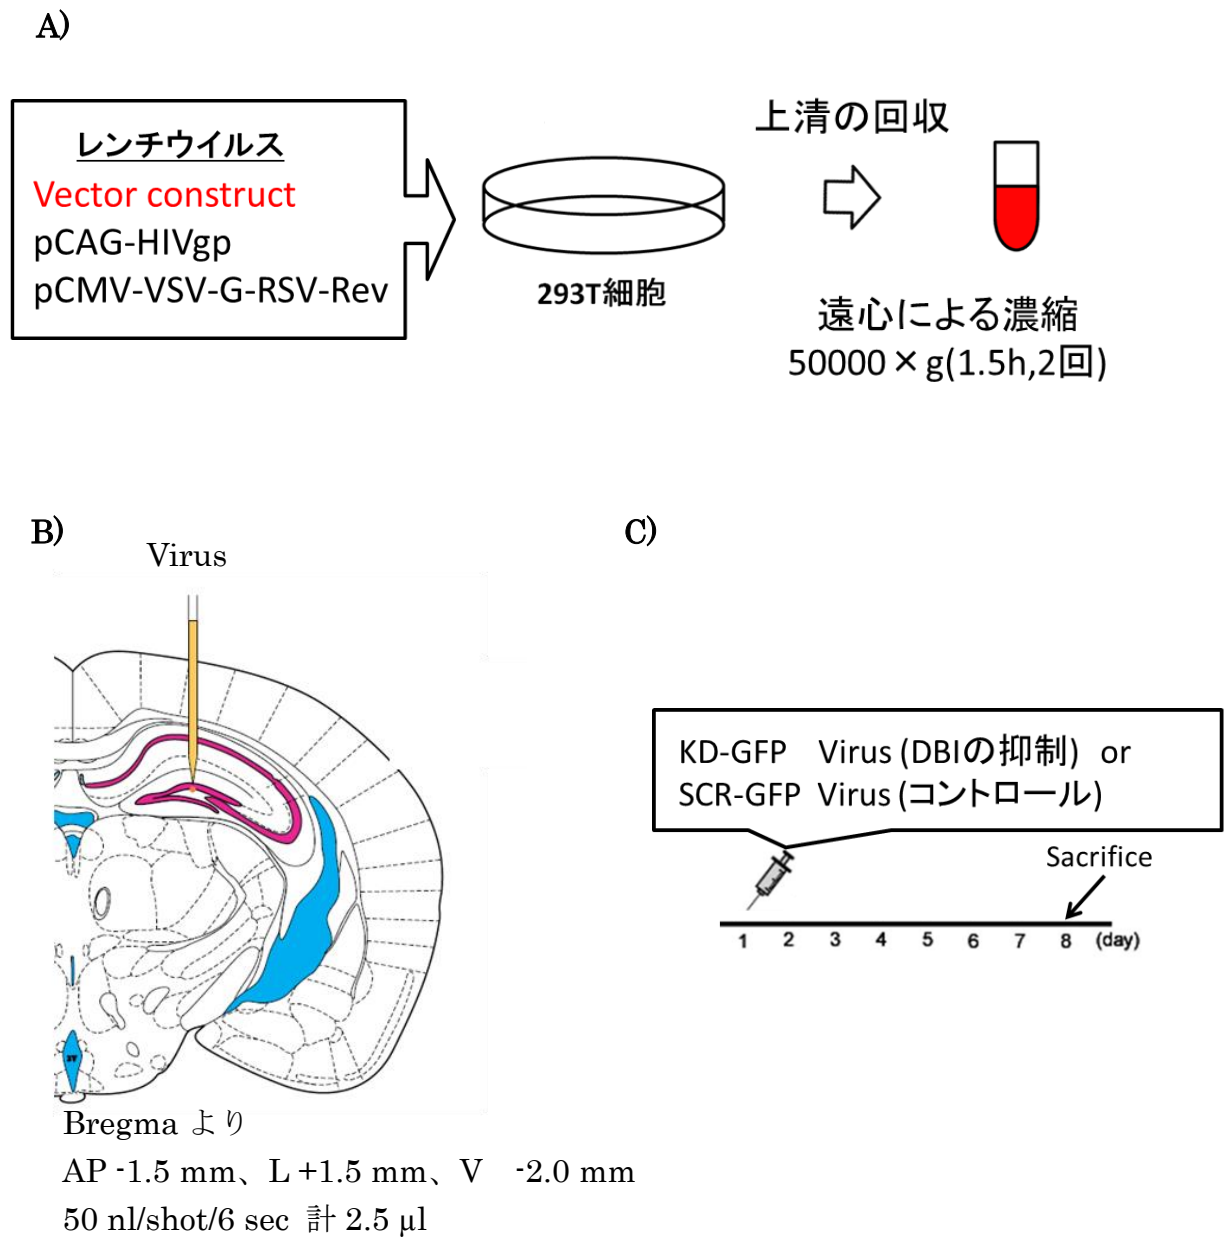 A)
レンチウイルス
Vector construct
pCAG-HIVgp
pCMV-VSV-G-RSV-Rev
293T細胞
上清の回収
遠心による濃縮
50000×g(1.5h,2回)
B)
Virus
3V
Bregma より
AP -1.5 mm、L +1.5 mm、V -2.0 mm
50 nl/shot/6 sec 計 2.5 μl
C)
KD-GFP Virus (DBIの抑制) or
SCR-GFP Virus (コントロール)
Sacrifice
1 2 3 4 5 6 7 8 (day)